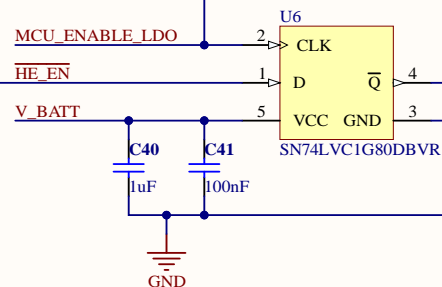 U6
MCU_ENABLE_LDO 2 CLK
HE_EN 1 D Q 4
V_BATT 5 VCC GND 3
SN74LVC1G80DBVR
C40 C41
1uF 100nF
GND